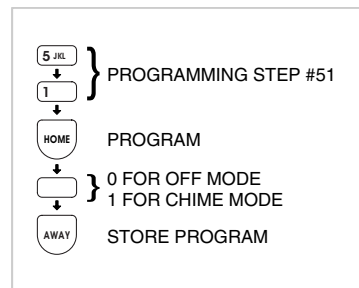 5 JKL
1
PROGRAMMING STEP #51
HOME
PROGRAM
0 FOR OFF MODE
1 FOR CHIME MODE
AWAY
STORE PROGRAM